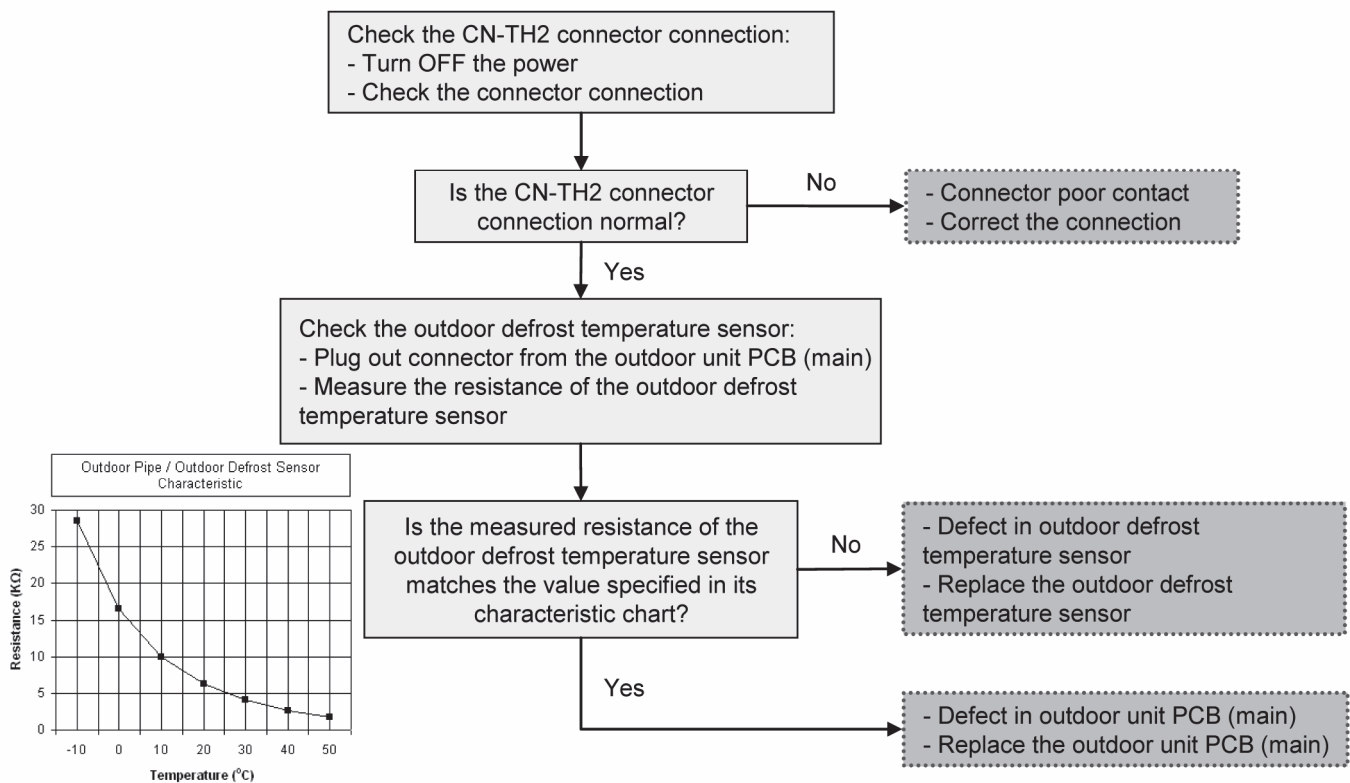 Check the CN-TH2 connector connection:
- Turn OFF the power
- Check the connector connection
Is the CN-TH2 connector
connection normal?
No
- Connector poor contact
- Correct the connection
Yes
Check the outdoor defrost temperature sensor:
- Plug out connector from the outdoor unit PCB (main)
- Measure the resistance of the outdoor defrost
temperature sensor
Outdoor Pipe / Outdoor Defrost Sensor
Characteristic
30
25
20
15
10
5
0
Resistance (KΩ)
-10 0 10 20 30 40 50
Temperature (⁰C)
Is the measured resistance of the
outdoor defrost temperature sensor
matches the value specified in its
characteristic chart?
No
- Defect in outdoor defrost
temperature sensor
- Replace the outdoor defrost
temperature sensor
Yes
- Defect in outdoor unit PCB (main)
- Replace the outdoor unit PCB (main)